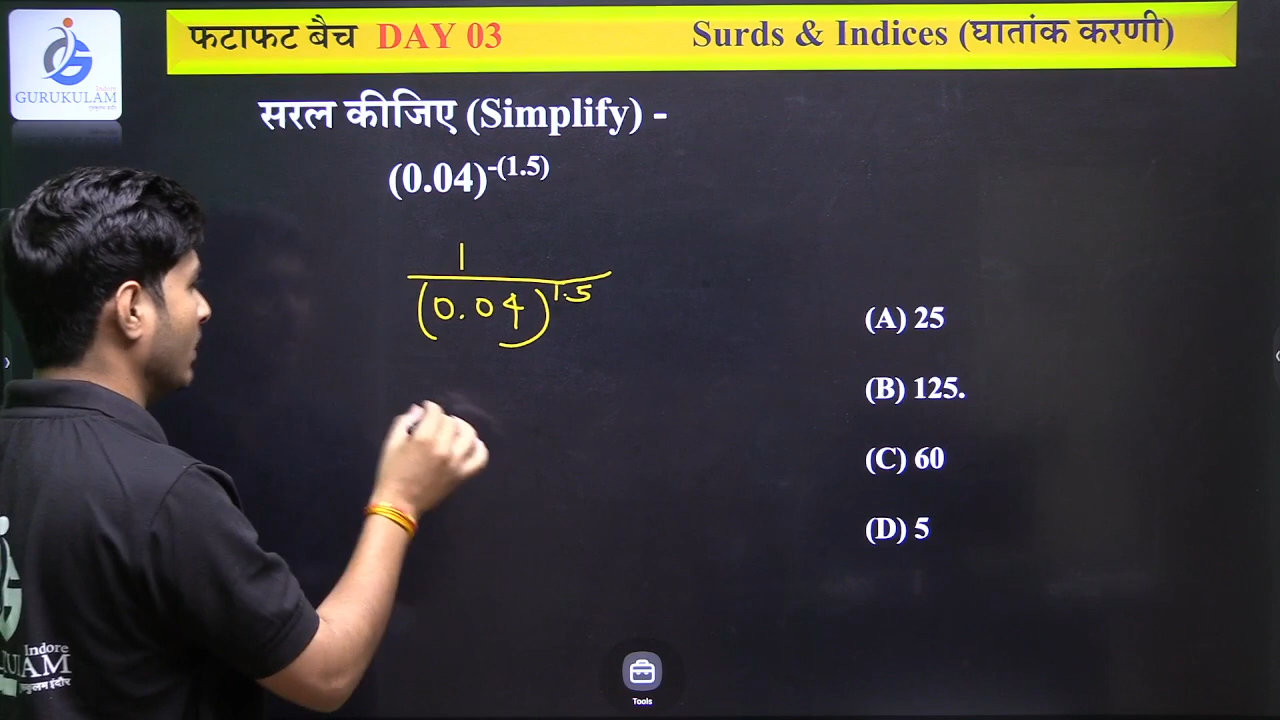 फटाफट बैच DAY 03
Surds & Indices (घातांक करणी)
Indore
GURUKULAM
सरल कीजिए (Simplify) -
(0.04)^-(1.5)
1
(0.04)^1.5
(A) 25
(B) 125.
(C) 60
(D) 5
Indore
Tools